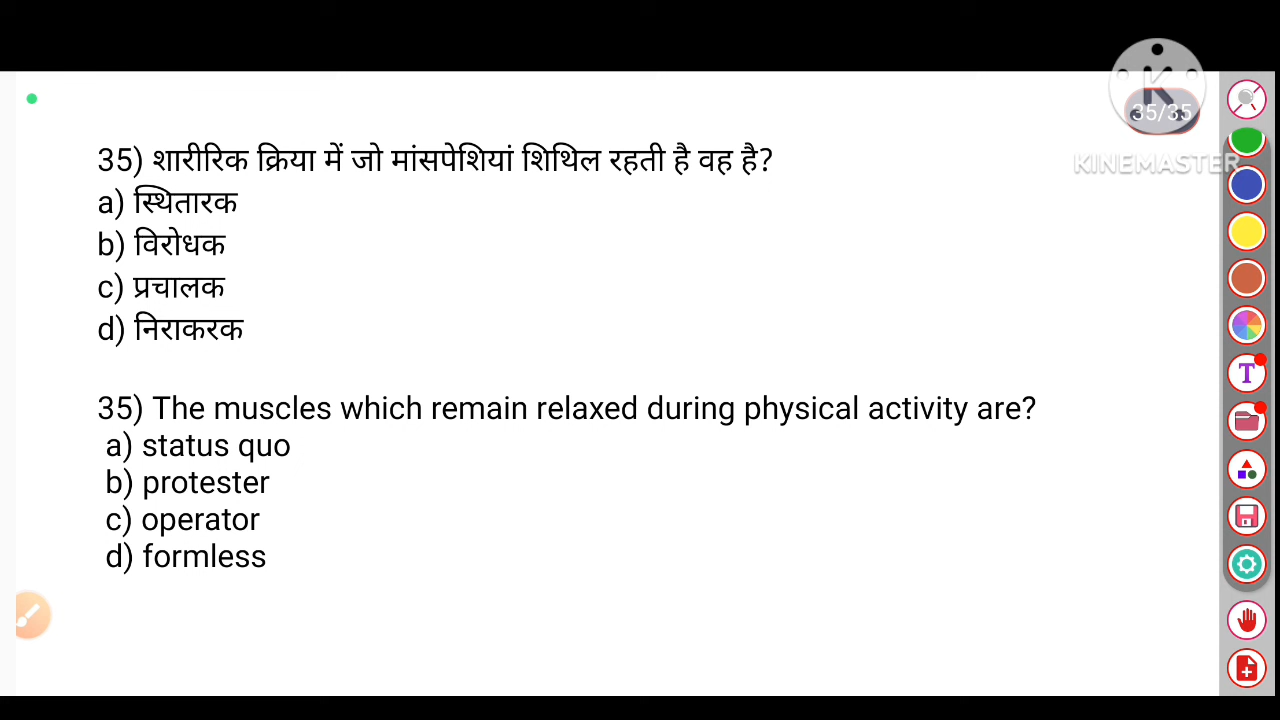 35/35
KINEMASTER
35) शारीरिक क्रिया में जो मांसपेशियां शिथिल रहती है वह है?
a) स्थितारक
b) विरोधक
c) प्रचालक
d) निराकरक
35) The muscles which remain relaxed during physical activity are?
a) status quo
b) protester
c) operator
d) formless
T